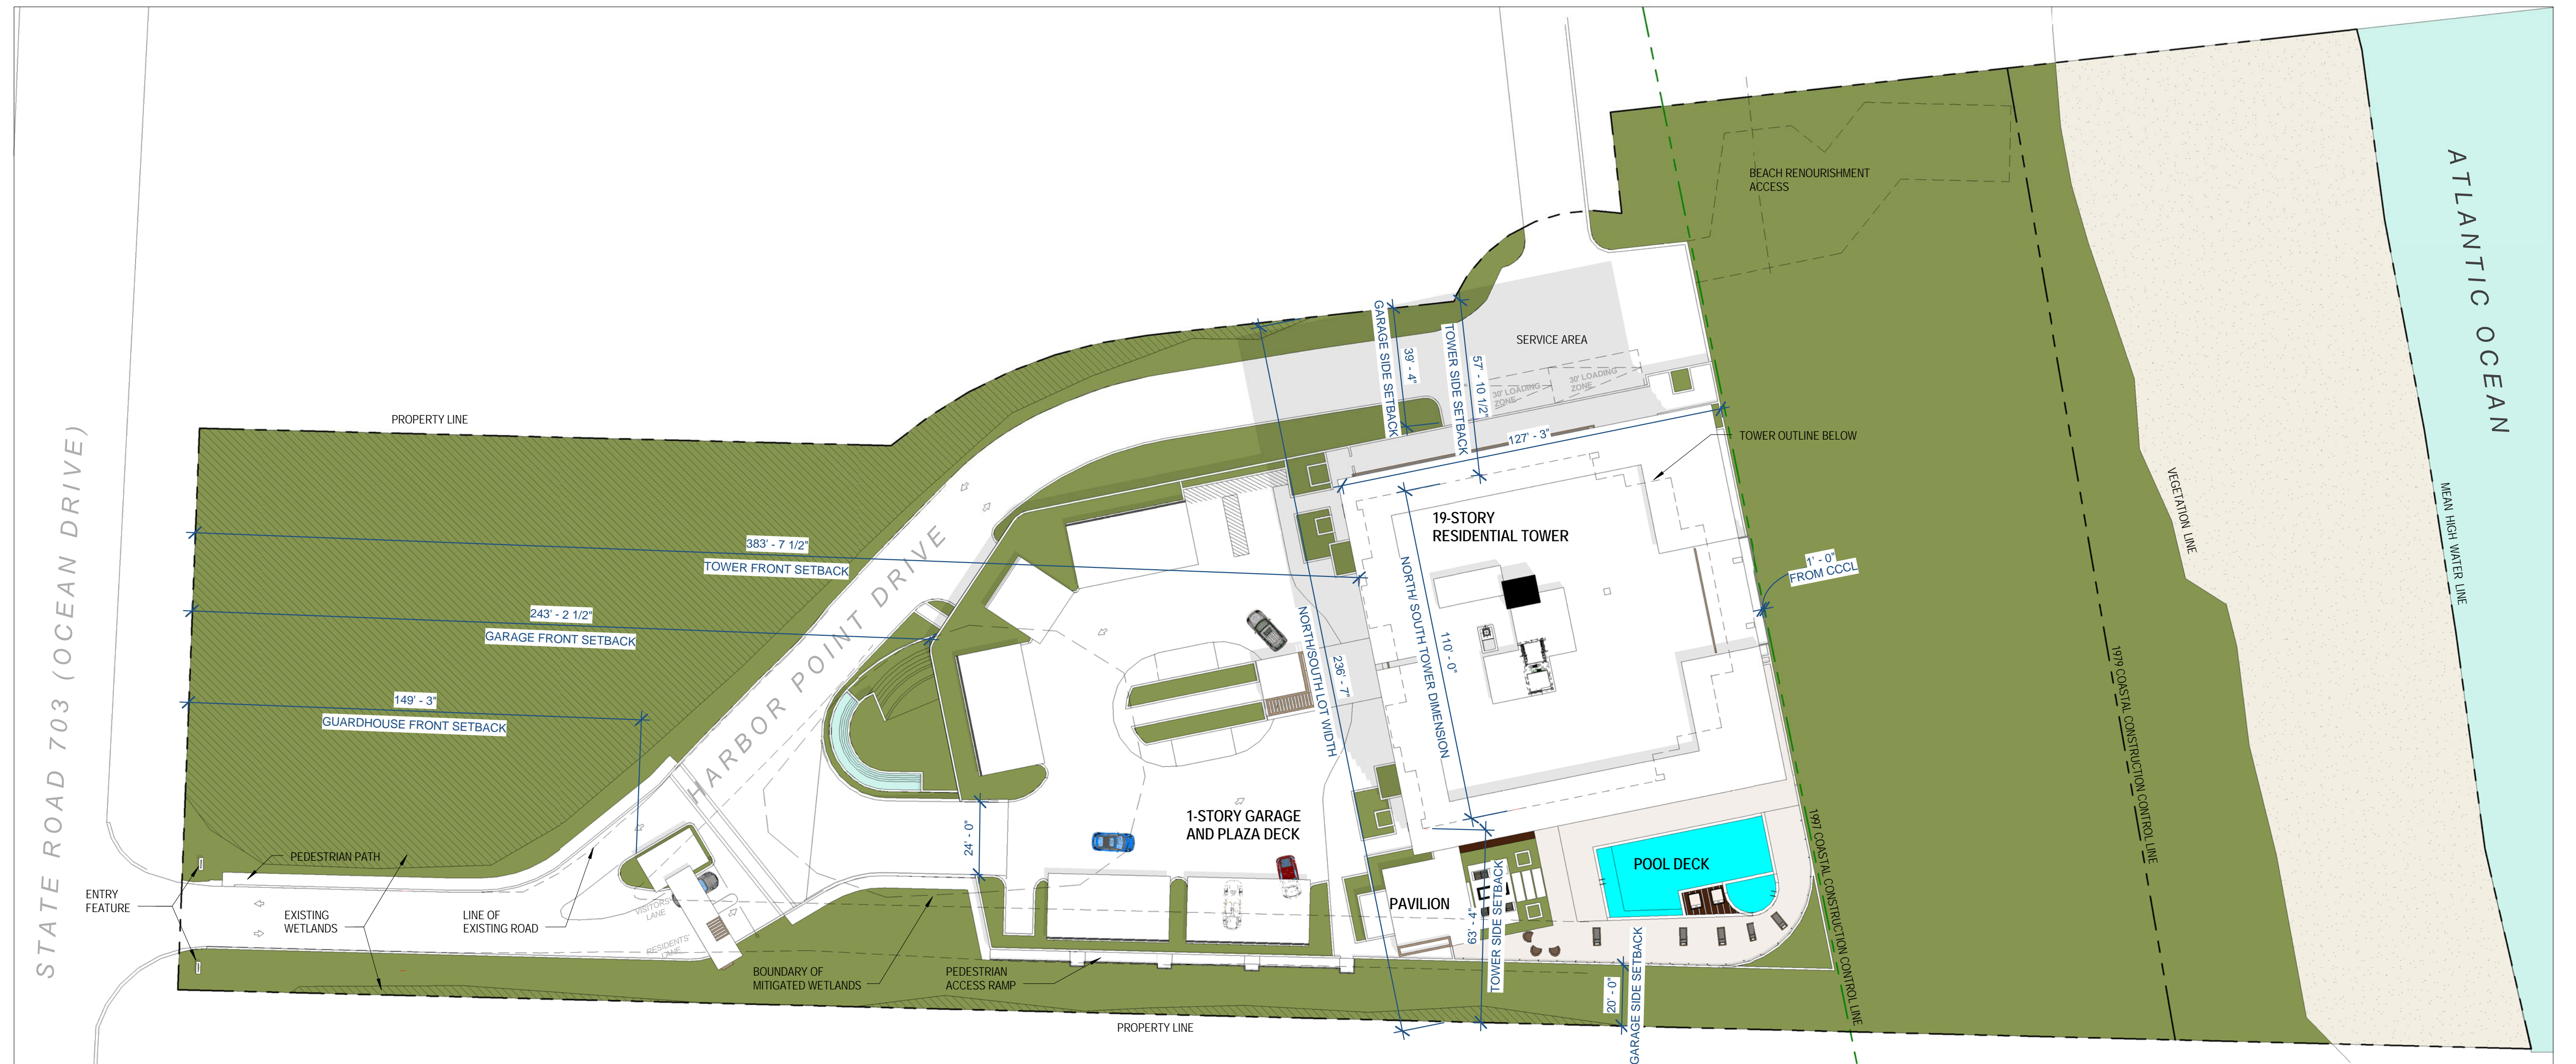 ATLANTIC OCEAN
BEACH RENOURISHMENT
ACCESS
GARAGE SIDE SETBACK
39' - 4"
TOWER SIDE SETBACK
57' - 10 1/2"
SERVICE AREA
30' LOADING
ZONE
30' LOADING
ZONE
127' - 3"
TOWER OUTLINE BELOW
PROPERTY LINE
STATE ROAD 703 (OCEAN DRIVE)
VEGETATION LINE
MEAN HIGH WATER LINE
19-STORY
RESIDENTIAL TOWER
383' - 7 1/2"
TOWER FRONT SETBACK
HARBOR POINT DRIVE
1' - 0"
FROM CCCL
243' - 2 1/2"
GARAGE FRONT SETBACK
NORTH/SOUTH LOT WIDTH
236' - 7"
NORTH/ SOUTH TOWER DIMENSION
110' - 0"
149' - 3"
GUARDHOUSE FRONT SETBACK
1979 COASTAL CONSTRUCTION CONTROL LINE
1-STORY GARAGE
AND PLAZA DECK
24' - 0"
1997 COASTAL CONSTRUCTION CONTROL LINE
PEDESTRIAN PATH
POOL DECK
ENTRY
FEATURE
EXISTING
WETLANDS
LINE OF
EXISTING ROAD
VISITORS'
LANE
RESIDENTS'
LANE
PAVILION
63' - 4"
TOWER SIDE SETBACK
BOUNDARY OF
MITIGATED WETLANDS
PEDESTRIAN
ACCESS RAMP
20' - 0"
GARAGE SIDE SETBACK
PROPERTY LINE